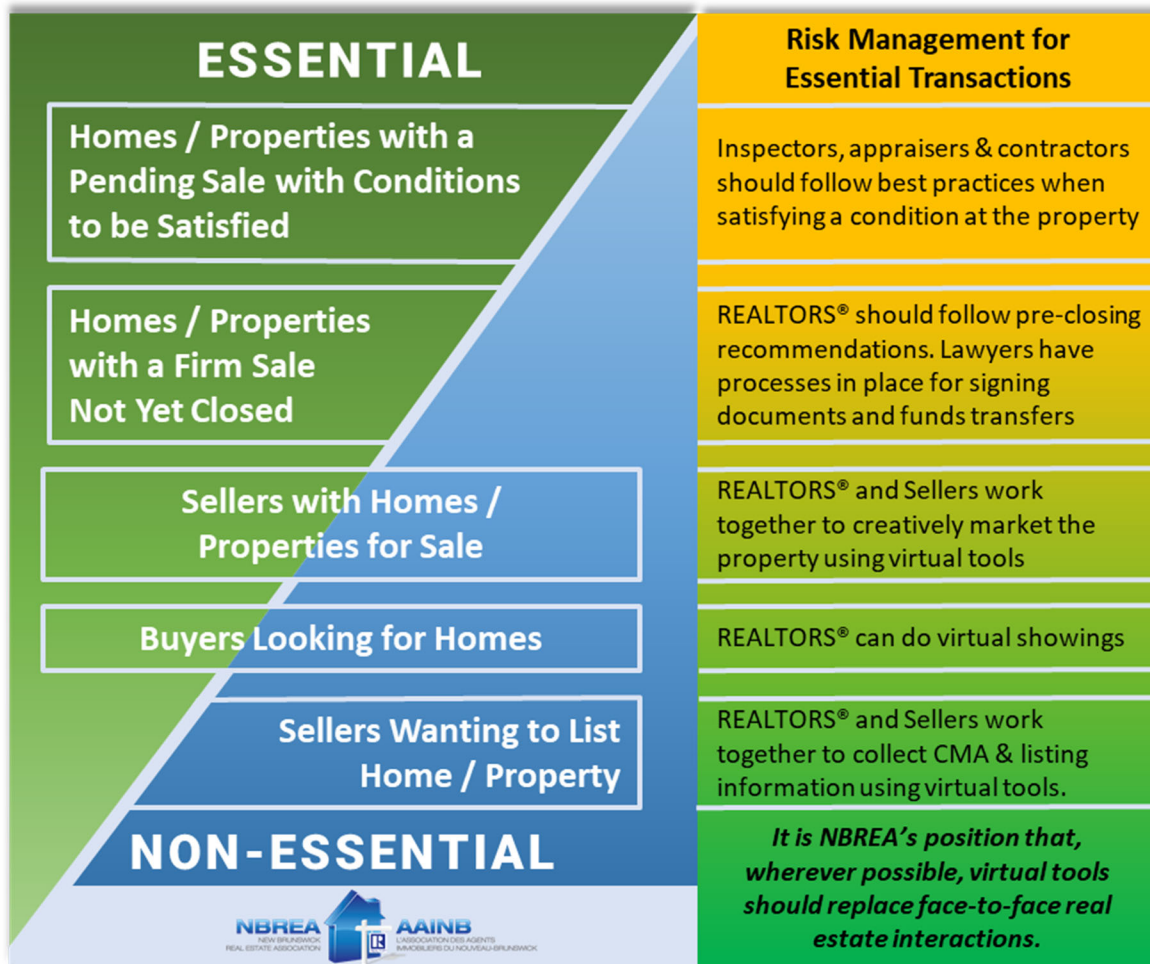 ESSENTIAL
Homes / Properties with a
Pending Sale with Conditions
to be Satisfied
Homes / Properties
with a Firm Sale
Not Yet Closed
Sellers with Homes /
Properties for Sale
Buyers Looking for Homes
Sellers Wanting to List
Home / Property
NON-ESSENTIAL
NBREA
NEW BRUNSWICK
REAL ESTATE ASSOCIATION
R
AAINB
L'ASSOCIATION DES AGENTS
IMMOBILIERS DU NOUVEAU-BRUNSWICK
Risk Management for
Essential Transactions
Inspectors, appraisers & contractors
should follow best practices when
satisfying a condition at the property
REALTORS® should follow pre-closing
recommendations. Lawyers have
processes in place for signing
documents and funds transfers
REALTORS® and Sellers work
together to creatively market the
property using virtual tools
REALTORS® can do virtual showings
REALTORS® and Sellers work
together to collect CMA & listing
information using virtual tools.
It is NBREA's position that,
wherever possible, virtual tools
should replace face-to-face real
estate interactions.